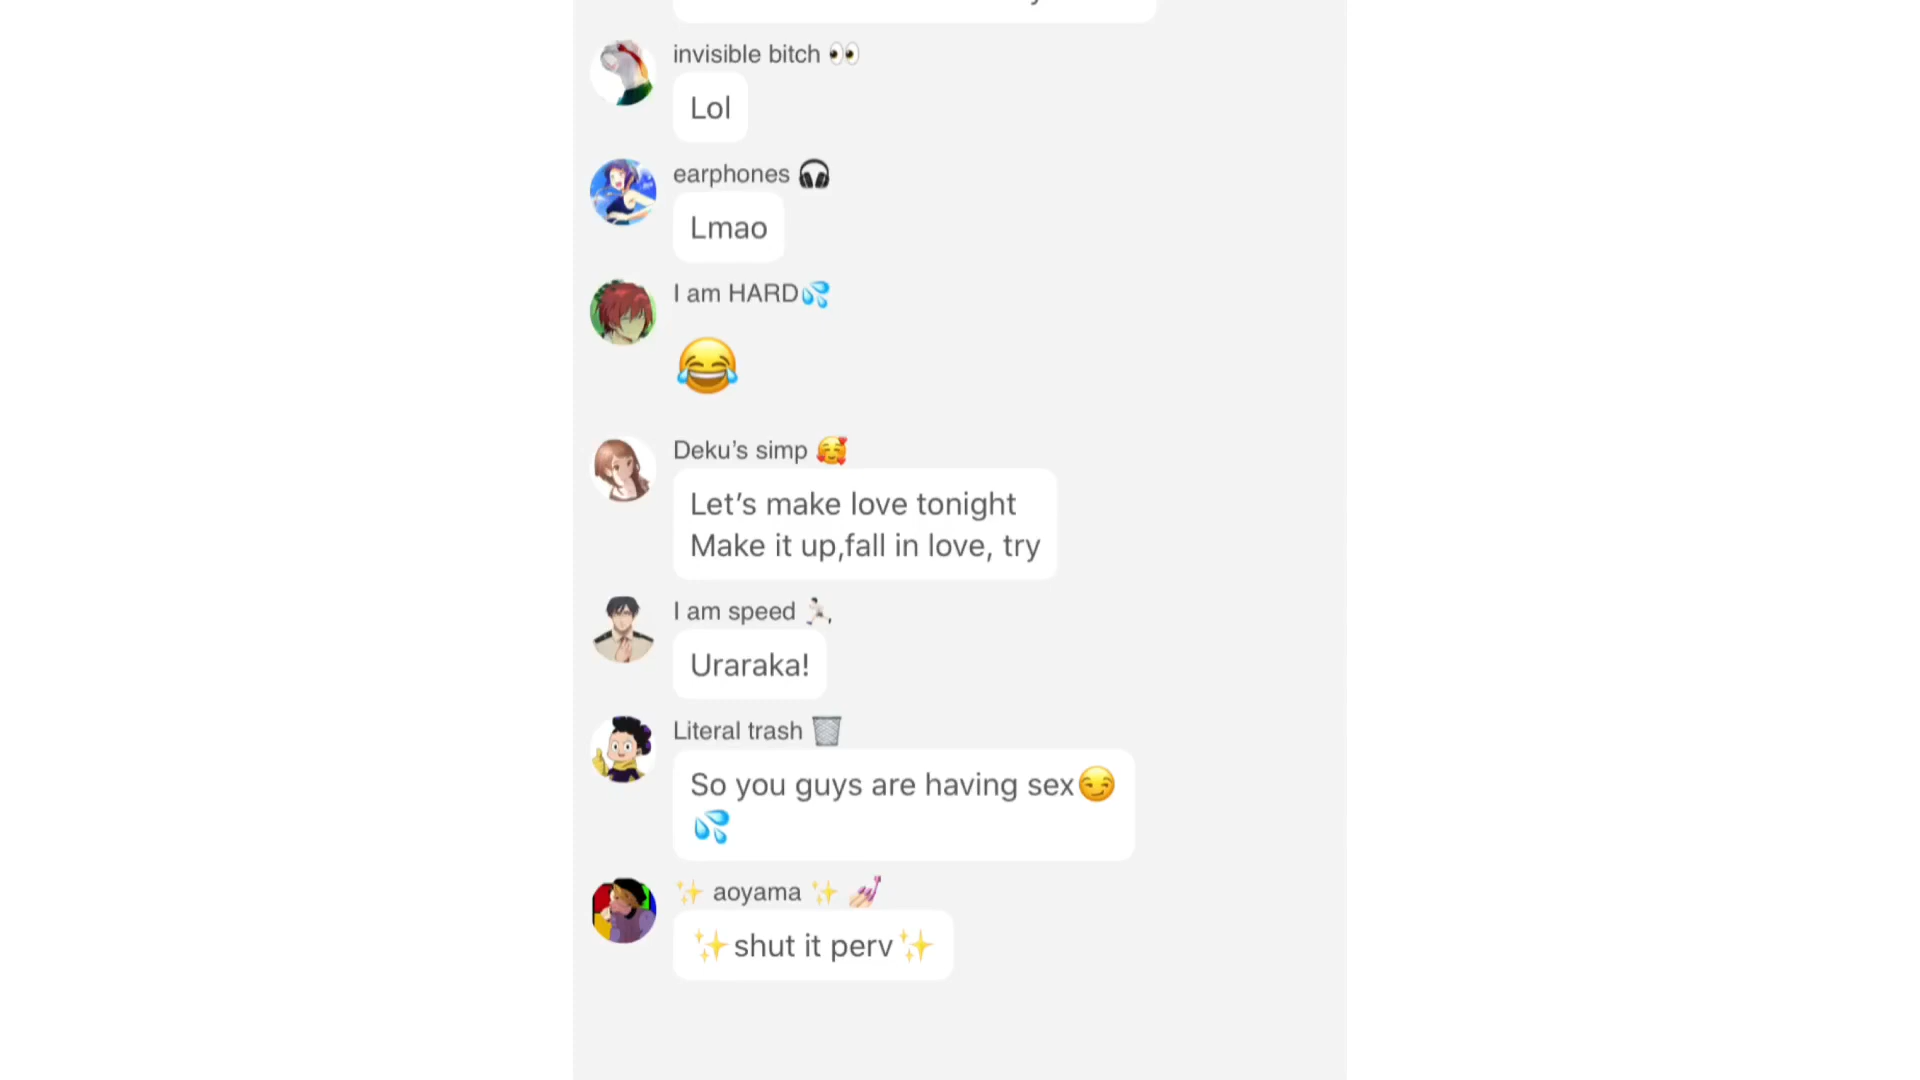 invisible bitch 👀
Lol
earphones 🎧
Lmao
I am HARD💦
😂
Deku’s simp 🥰
Let’s make love tonight
Make it up,fall in love, try
I am speed 🏃🏻
Uraraka!
Literal trash 🗑️
So you guys are having sex😏
💦
✨ aoyama ✨ 💅🏻
✨shut it perv✨